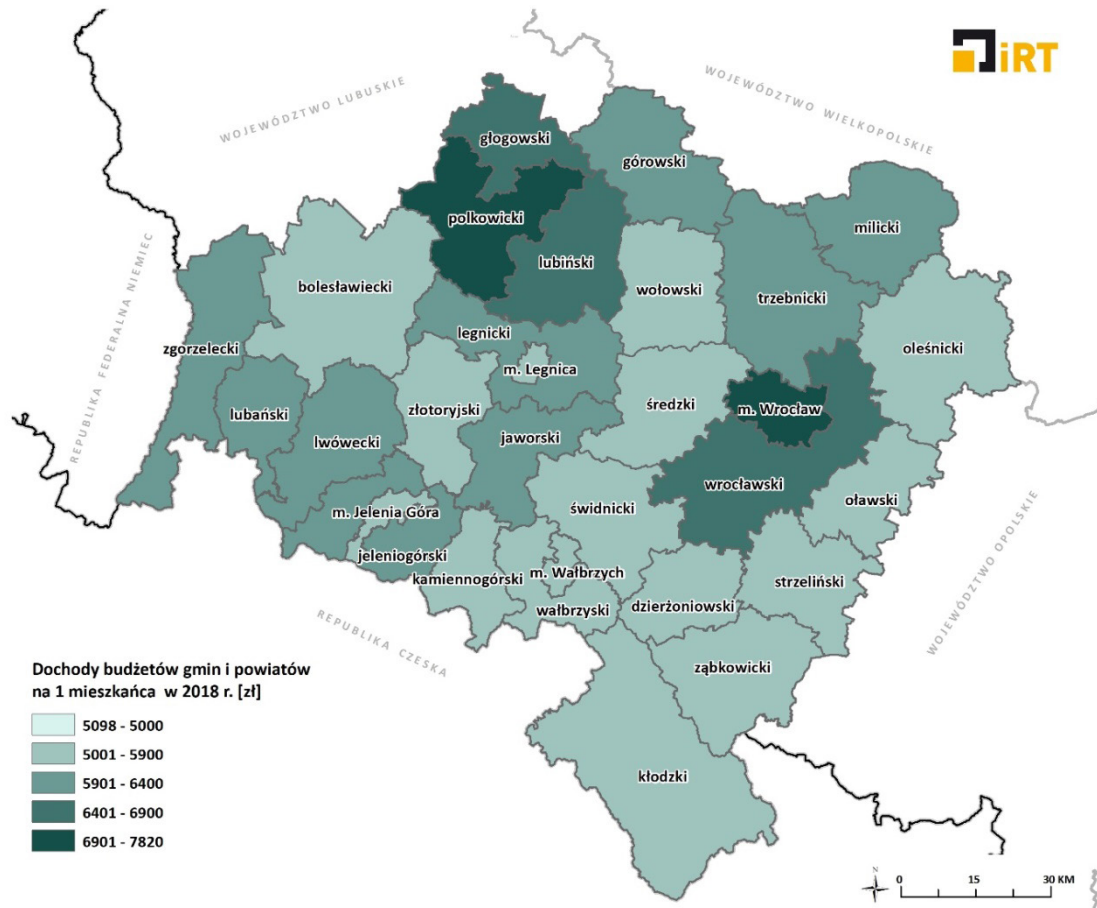 iRT
WOJEWÓDZTWO LUBUSKIE
WOJEWÓDZTWO WIELKOPOLSKIE
głogowski
górowski
polkowicki
milicki
lubiński
bolesławiecki
wołowski
trzebnicki
REPUBLIKA FEDERALNA NIEMIEC
legnicki
zgorzelecki
oleśnicki
m. Legnica
lubański
złotoryjski
średzki
m. Wrocław
lwówecki
jaworski
wrocławski
oławski
m. Jelenia Góra
świdnicki
jeleniogórski
kamiennogórski
m. Wałbrzych
strzeliński
wałbrzyski
dzierżoniowski
WOJEWÓDZTWO OPOLSKIE
REPUBLIKA CZESKA
ząbkowicki
kłodzki
Dochody budżetów gmin i powiatów
na 1 mieszkańca w 2018 r. [zł]
5098 - 5000
5001 - 5900
5901 - 6400
6401 - 6900
6901 - 7820
N
0 15 30 KM